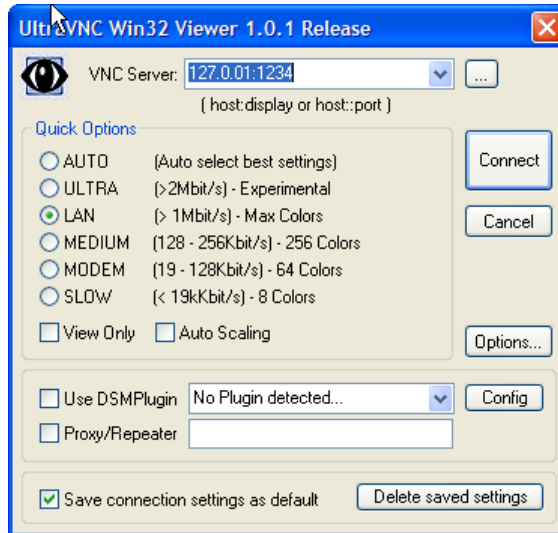 UltraVNC Win32 Viewer 1.0.1 Release
VNC Server: 127.0.01:1234 ...
( host:display or host::port )
Quick Options
AUTO (Auto select best settings)
ULTRA (>2Mbit/s) - Experimental
LAN (> 1Mbit/s) - Max Colors
MEDIUM (128 - 256Kbit/s) - 256 Colors
MODEM (19 - 128Kbit/s) - 64 Colors
SLOW (< 19kKbit/s) - 8 Colors
View Only Auto Scaling
Connect
Cancel
Options...
Use DSMPlugin No Plugin detected... Config
Proxy/Repeater
Save connection settings as default Delete saved settings